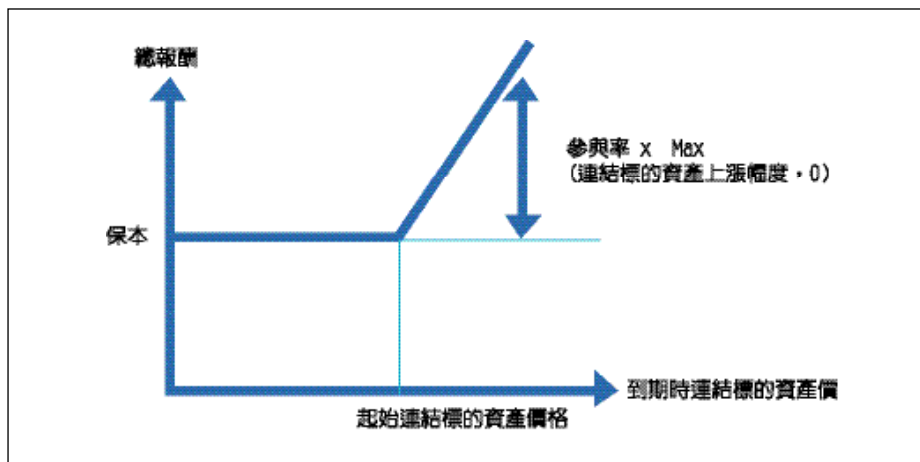 總報酬
參與率 x Max
(連結標的資產上漲幅度，0)
保本
到期時連結標的資產價
起始連結標的資產價格